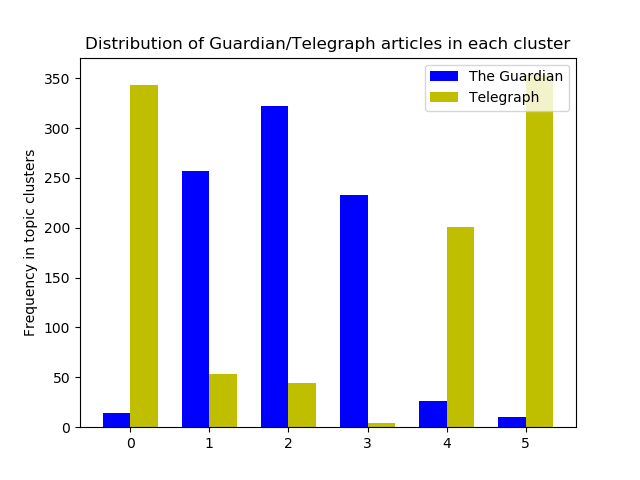 Distribution of Guardian/Telegraph articles in each cluster
The Guardian
Telegraph
Frequency in topic clusters
350
300
250
200
150
100
50
0
0 1 2 3 4 5